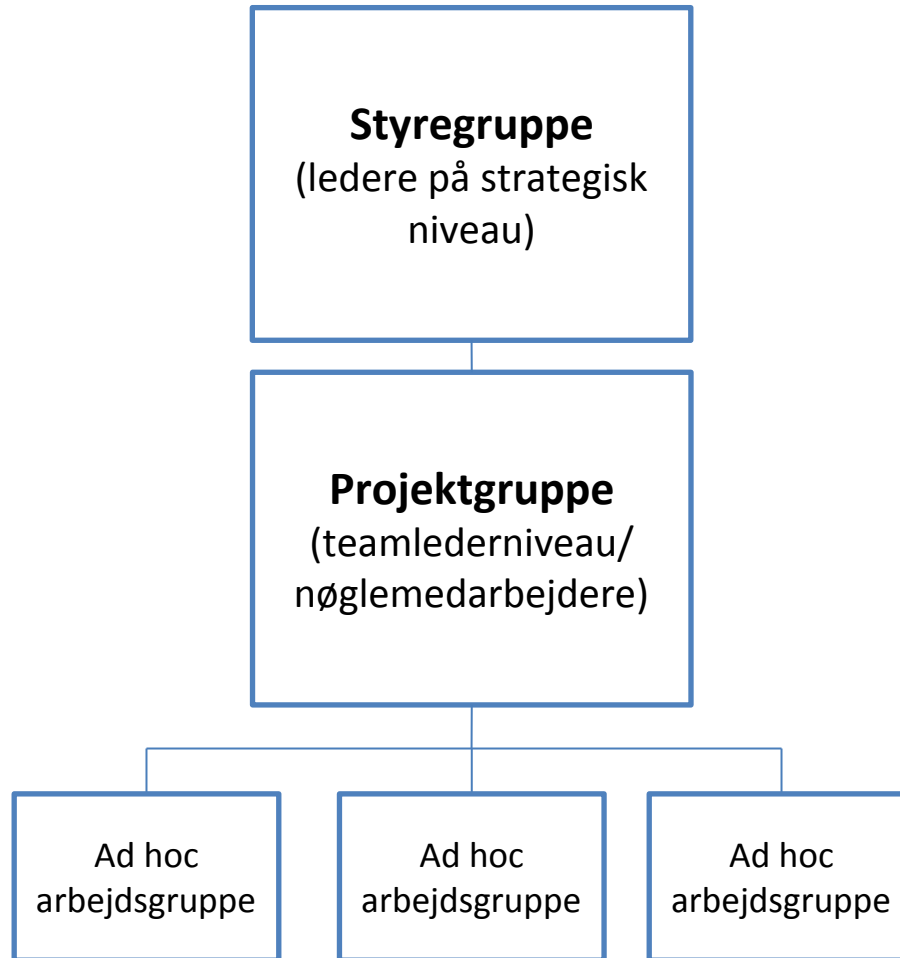 Styregruppe
(ledere på strategisk
niveau)
Projektgruppe
(teamlederniveau/
nøglemedarbejdere)
Ad hoc
arbejdsgruppe
Ad hoc
arbejdsgruppe
Ad hoc
arbejdsgruppe